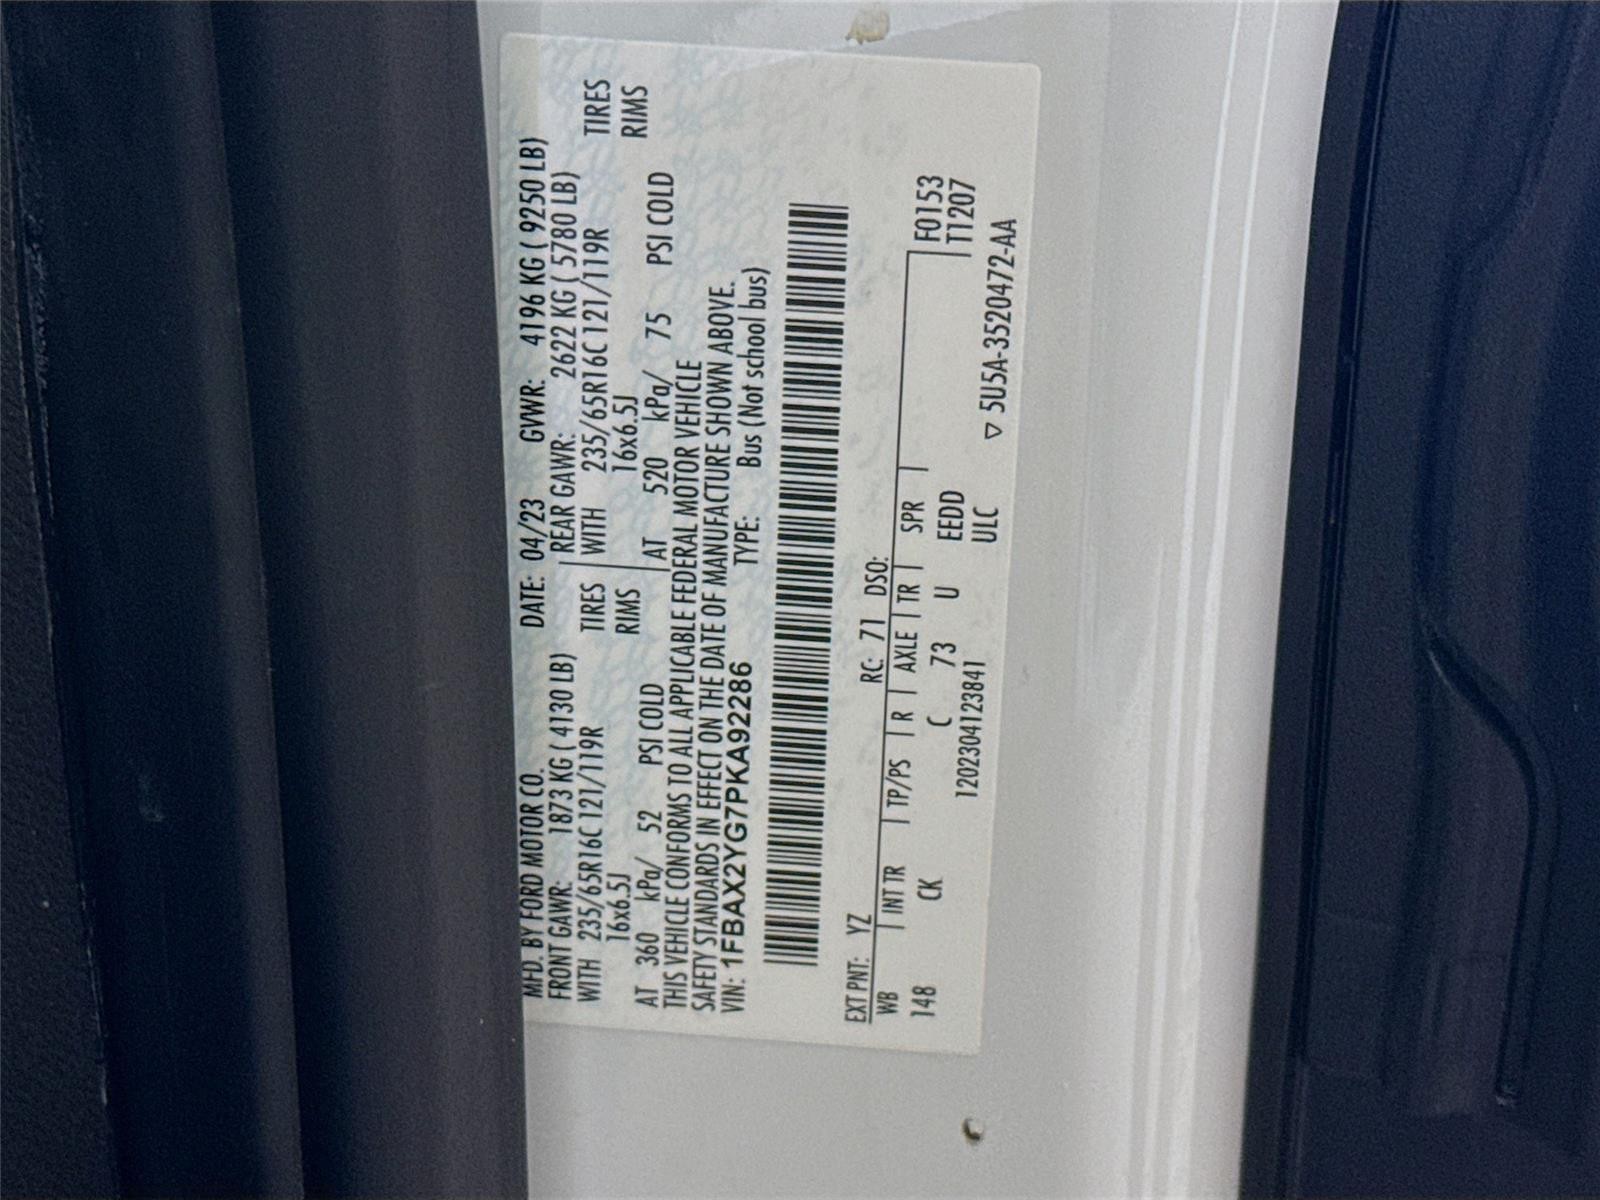 MFD. BY FORD MOTOR CO. DATE: 04/23 GVWR: 4196 KG ( 9250 LB)
FRONT GAWR: 1873 KG ( 4130 LB) REAR GAWR: 2622 KG ( 5780 LB)
WITH 235/65R16C 121/119R TIRES WITH 235/65R16C 121/119R TIRES
16x6.5J RIMS 16x6.5J RIMS
AT 360 kPa/ 52 PSI COLD AT 520 kPa/ 75 PSI COLD
THIS VEHICLE CONFORMS TO ALL APPLICABLE FEDERAL MOTOR VEHICLE
SAFETY STANDARDS IN EFFECT ON THE DATE OF MANUFACTURE SHOWN ABOVE.
VIN: 1FBAX2YG7PKA92286 TYPE: Bus (Not school bus)
EXT PNT: YZ RC: 71 DSO:
WB INT TR TP/PS R AXLE TR SPR F0153
148 CK C 73 U EEDD T1207
1202304123841 ULC ▽ 5U5A-3520472-AA